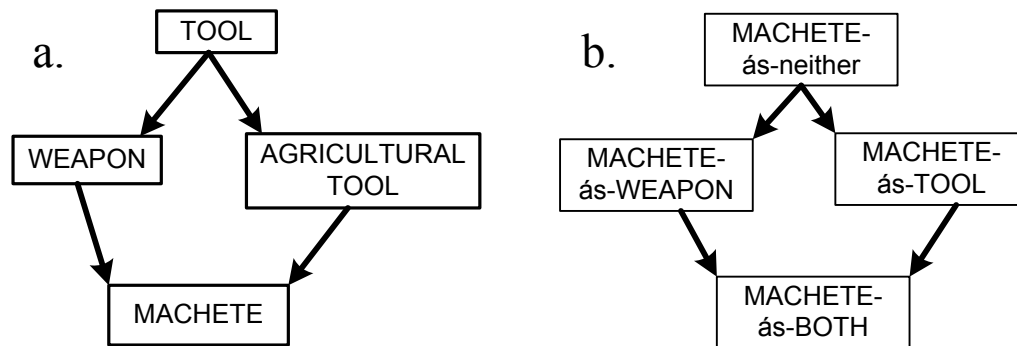 a.
TOOL
WEAPON
AGRICULTURAL
TOOL
MACHETE
b.
MACHETE-
ás-neither
MACHETE-
ás-WEAPON
MACHETE-
ás-TOOL
MACHETE-
ás-BOTH